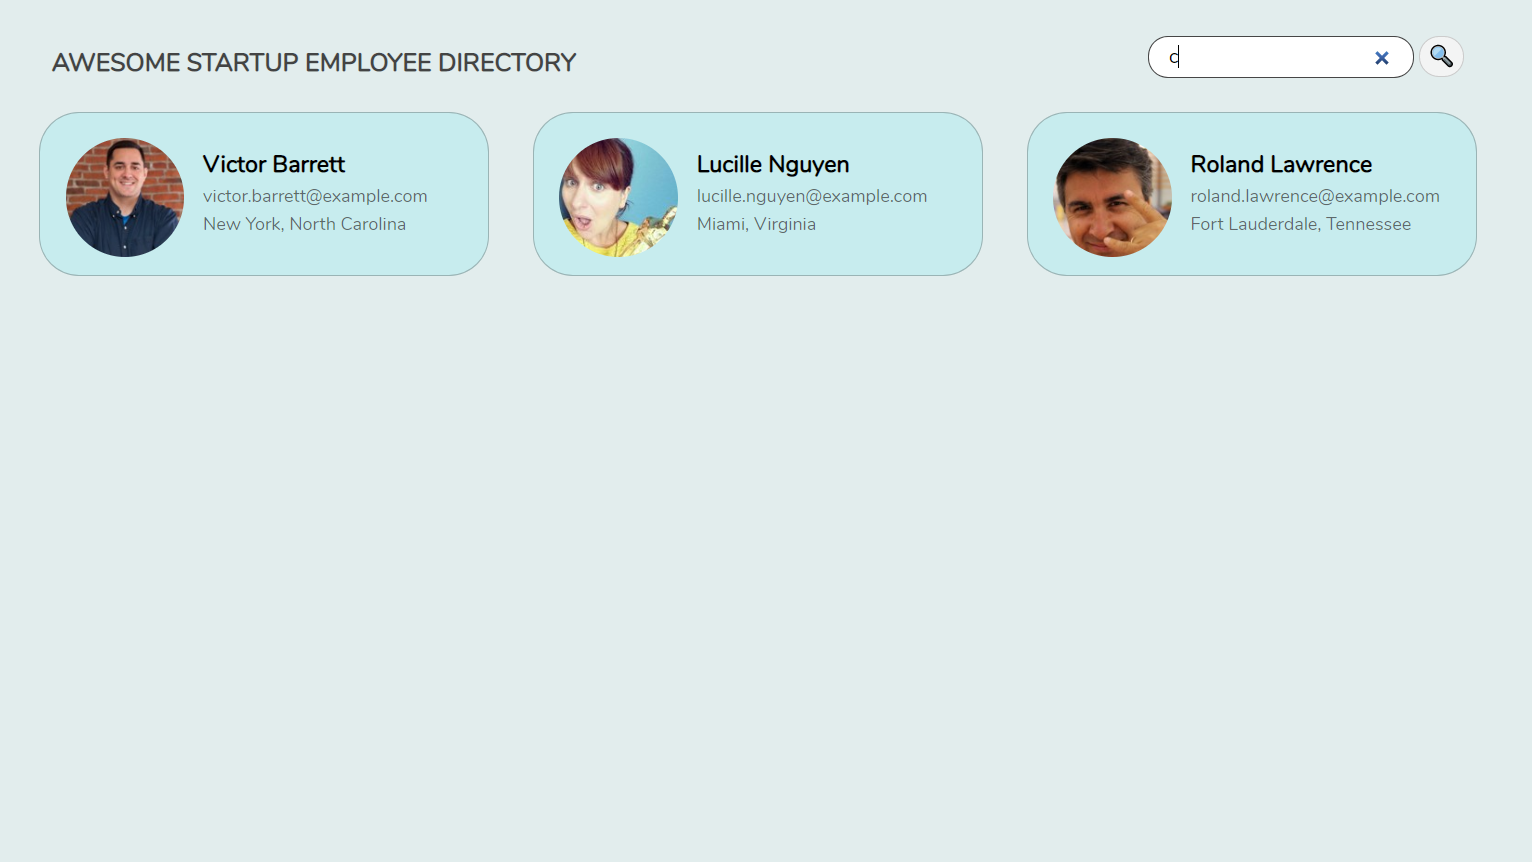 AWESOME STARTUP EMPLOYEE DIRECTORY
c
Victor Barrett
victor.barrett@example.com
New York, North Carolina
Lucille Nguyen
lucille.nguyen@example.com
Miami, Virginia
Roland Lawrence
roland.lawrence@example.com
Fort Lauderdale, Tennessee